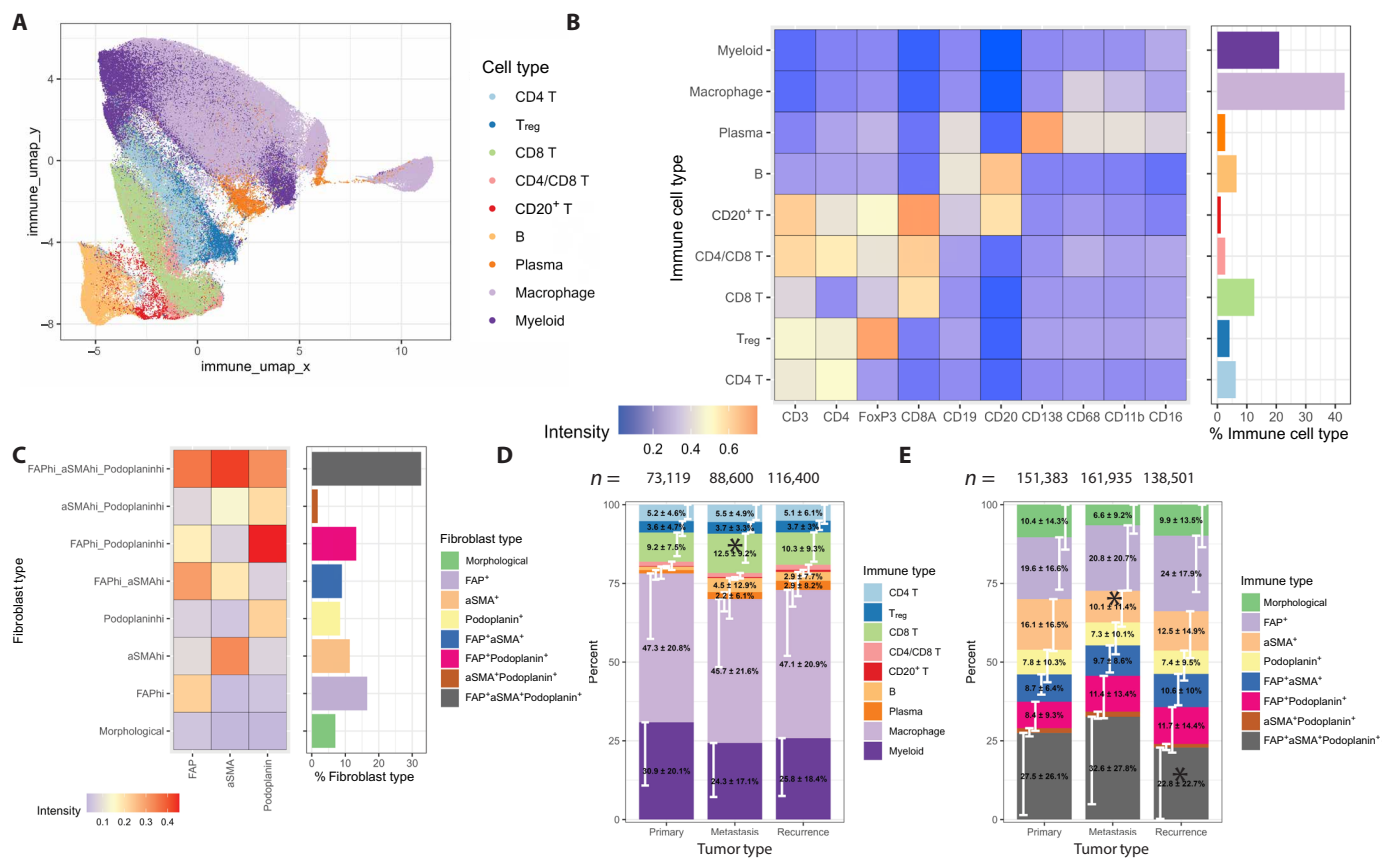 A
immune_umap_y
4
0
−4
−8
−5
0
5
10
immune_umap_x
Cell type
CD4 T
Treg
CD8 T
CD4/CD8 T
CD20+ T
B
Plasma
Macrophage
Myeloid
B
Immune cell type
Myeloid
Macrophage
Plasma
B
CD20+ T
CD4/CD8 T
CD8 T
Treg
CD4 T
CD3 CD4 FoxP3 CD8A CD19 CD20 CD138 CD68 CD11b CD16
Intensity
0.2 0.4 0.6
0 10 20 30 40
% Immune cell type
C
Fibroblast type
FAPhi_aSMAhi_Podoplaninhi
aSMAhi_Podoplaninhi
FAPhi_Podoplaninhi
FAPhi_aSMAhi
Podoplaninhi
aSMAhi
FAPhi
Morphological
FAP
aSMA
Podoplanin
Intensity
0.1 0.2 0.3 0.4
0 10 20 30
% Fibroblast type
Fibroblast type
Morphological
FAP+
aSMA+
Podoplanin+
FAP+aSMA+
FAP+Podoplanin+
aSMA+Podoplanin+
FAP+aSMA+Podoplanin+
D
n = 73,119 88,600 116,400
Percent
100
75
50
25
0
5.2 ± 4.6%
3.6 ± 4.7%
9.2 ± 7.5%
47.3 ± 20.8%
30.9 ± 20.1%
5.5 ± 4.9%
3.7 ± 3.3%
*
12.5 ± 9.2%
4.5 ± 12.9%
2.2 ± 6.1%
45.7 ± 21.6%
24.3 ± 17.1%
5.1 ± 6.1%
3.7 ± 3%
10.3 ± 9.3%
2.9 ± 7.7%
2.9 ± 8.2%
47.1 ± 20.9%
25.8 ± 18.4%
Primary Metastasis Recurrence
Tumor type
Immune type
CD4 T
Treg
CD8 T
CD4/CD8 T
CD20+ T
B
Plasma
Macrophage
Myeloid
E
n = 151,383 161,935 138,501
Percent
100
75
50
25
0
10.4 ± 14.3%
19.6 ± 16.6%
16.1 ± 16.5%
7.8 ± 10.3%
8.7 ± 6.4%
8.4 ± 9.3%
27.5 ± 26.1%
6.6 ± 9.2%
20.8 ± 20.7%
*
10.1 ± 11.4%
7.3 ± 10.1%
9.7 ± 8.6%
11.4 ± 13.4%
32.6 ± 27.8%
9.9 ± 13.5%
24 ± 17.9%
12.5 ± 14.9%
7.4 ± 9.5%
10.6 ± 10%
11.7 ± 14.4%
*
22.8 ± 22.7%
Primary Metastasis Recurrence
Tumor type
Immune type
Morphological
FAP+
aSMA+
Podoplanin+
FAP+aSMA+
FAP+Podoplanin+
aSMA+Podoplanin+
FAP+aSMA+Podoplanin+